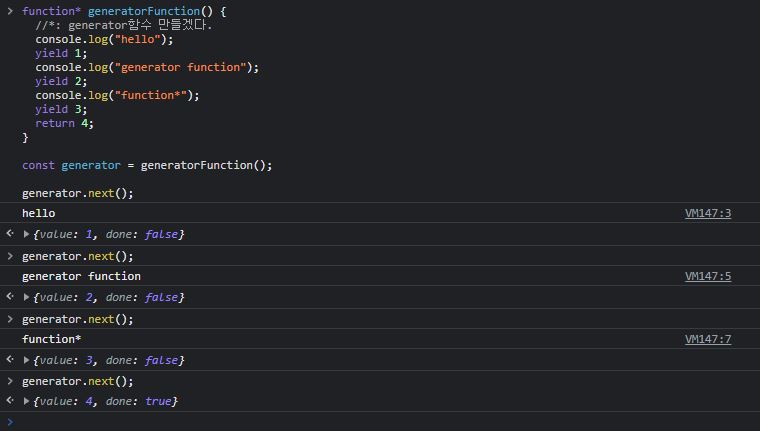 function* generatorFunction() {
//*: generator함수 만들겠다.
console.log("hello");
yield 1;
console.log("generator function");
yield 2;
console.log("function*");
yield 3;
return 4;
}
const generator = generatorFunction();
generator.next();
hello VM147:3
{value: 1, done: false}
generator.next();
generator function VM147:5
{value: 2, done: false}
generator.next();
function* VM147:7
{value: 3, done: false}
generator.next();
{value: 4, done: true}